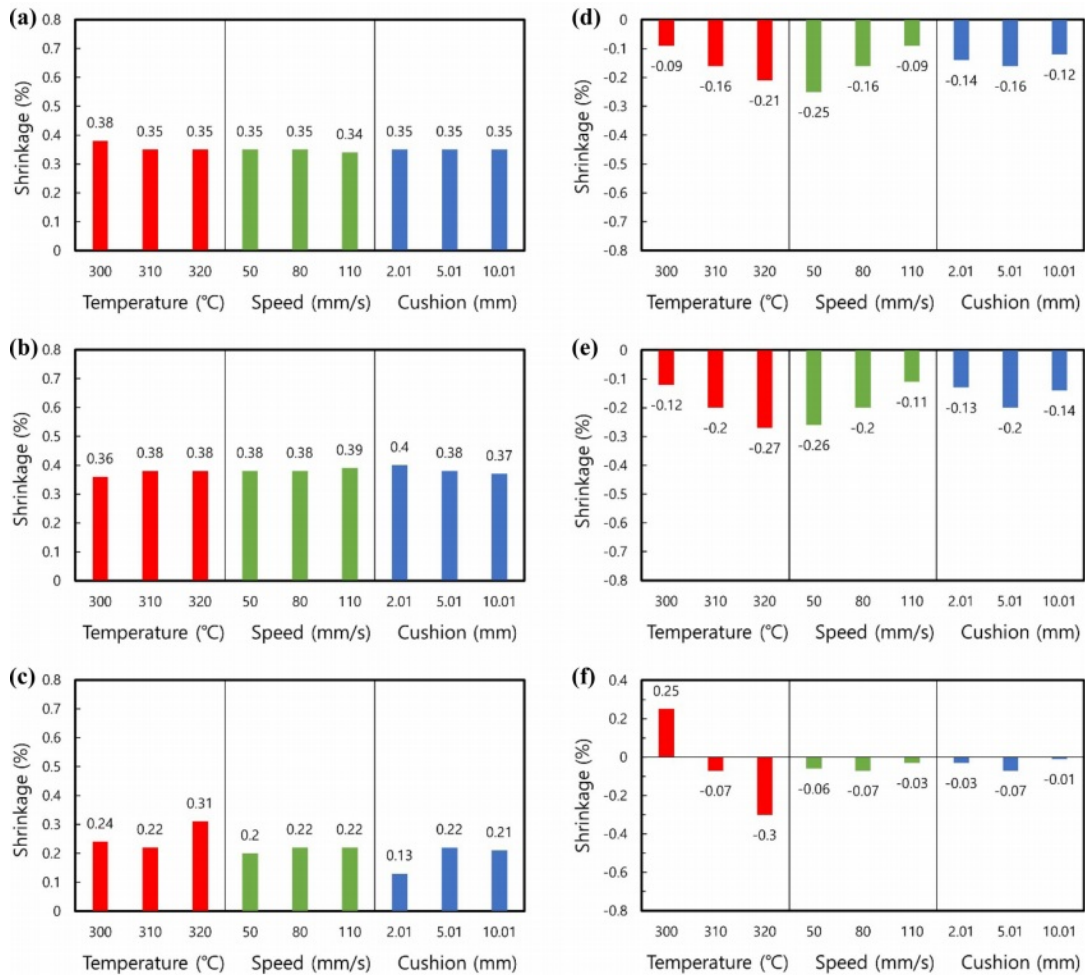 (a)
0.8
0.7
0.6
0.5
0.4
0.3
0.2
0.1
0
Shrinkage (%)
0.38 0.35 0.35 0.35 0.35 0.34 0.35 0.35 0.35
300 310 320 50 80 110 2.01 5.01 10.01
Temperature (℃) Speed (mm/s) Cushion (mm)
(d)
0
-0.1
-0.2
-0.3
-0.4
-0.5
-0.6
-0.7
-0.8
Shrinkage (%)
-0.09 -0.16 -0.21 -0.25 -0.16 -0.09 -0.14 -0.16 -0.12
300 310 320 50 80 110 2.01 5.01 10.01
Temperature (℃) Speed (mm/s) Cushion (mm)
(b)
0.8
0.7
0.6
0.5
0.4
0.3
0.2
0.1
0
Shrinkage (%)
0.36 0.38 0.38 0.38 0.38 0.39 0.4 0.38 0.37
300 310 320 50 80 110 2.01 5.01 10.01
Temperature (℃) Speed (mm/s) Cushion (mm)
(e)
0
-0.1
-0.2
-0.3
-0.4
-0.5
-0.6
-0.7
-0.8
Shrinkage (%)
-0.12 -0.2 -0.27 -0.26 -0.2 -0.11 -0.13 -0.2 -0.14
300 310 320 50 80 110 2.01 5.01 10.01
Temperature (℃) Speed (mm/s) Cushion (mm)
(c)
0.8
0.7
0.6
0.5
0.4
0.3
0.2
0.1
0
Shrinkage (%)
0.24 0.22 0.31 0.2 0.22 0.22 0.13 0.22 0.21
300 310 320 50 80 110 2.01 5.01 10.01
Temperature (℃) Speed (mm/s) Cushion (mm)
(f)
0.4
0.2
0
-0.2
-0.4
-0.6
-0.8
Shrinkage (%)
0.25 -0.07 -0.3 -0.06 -0.07 -0.03 -0.03 -0.07 -0.01
300 310 320 50 80 110 2.01 5.01 10.01
Temperature (℃) Speed (mm/s) Cushion (mm)